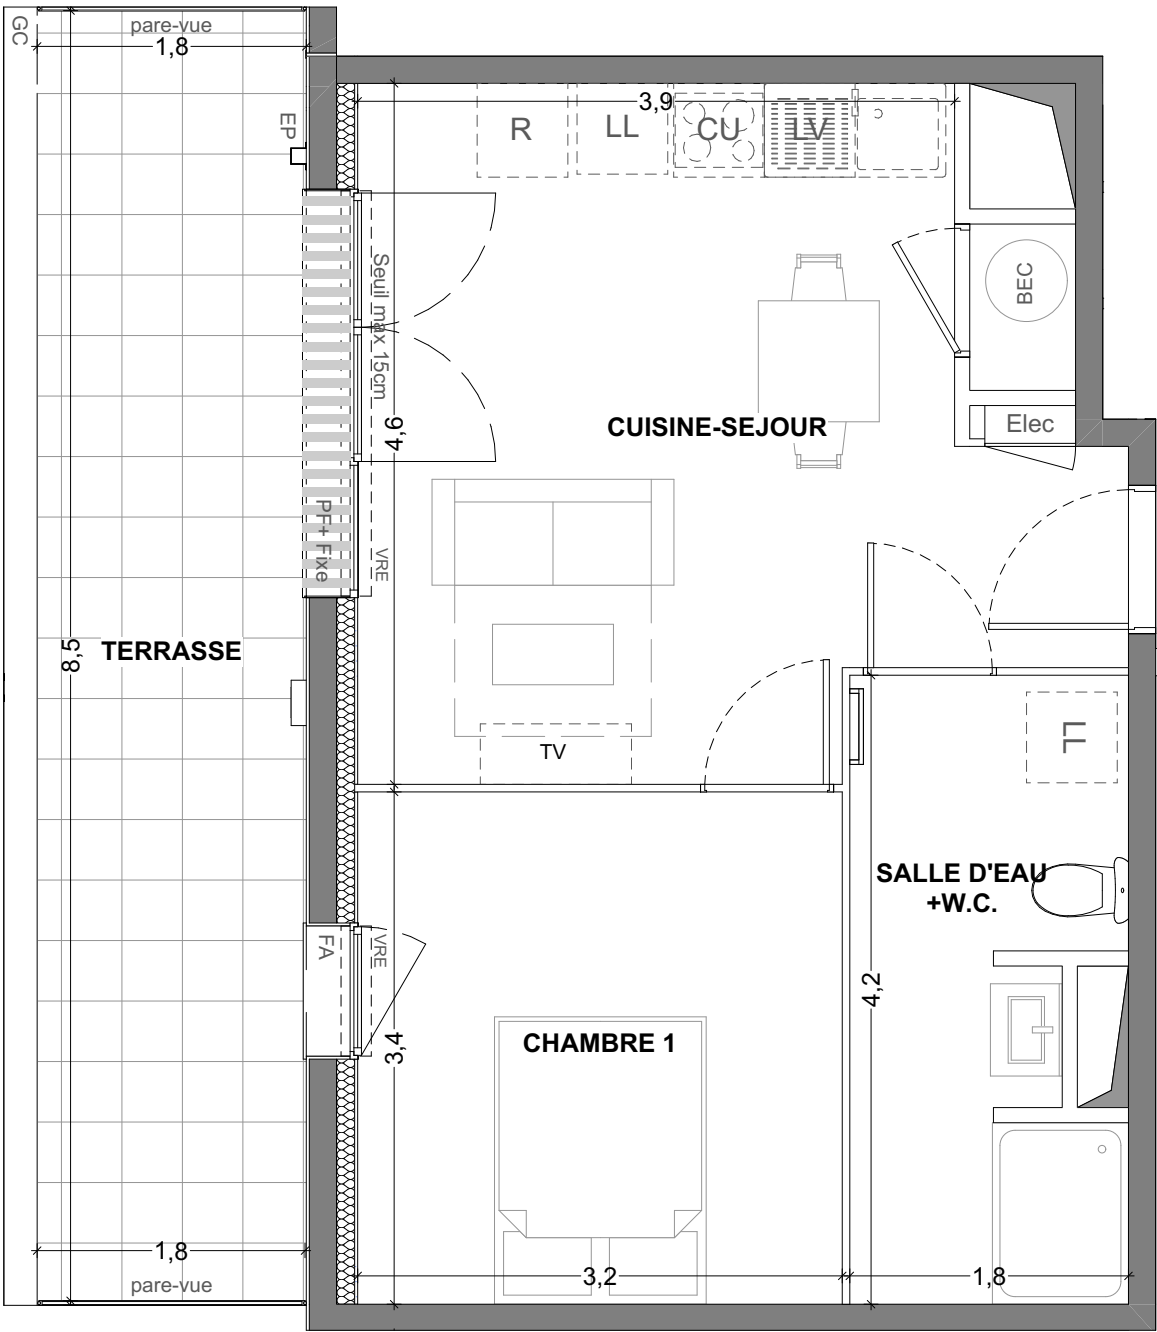 GC
pare-vue
1,8
EP
3,9
R
LL
CU
LV
BEC
Seuil max 15cm
Elec
4,6
CUISINE-SEJOUR
PF+ Fixe
VRE
8,5
TERRASSE
TV
LL
SALLE D'EAU
+W.C.
FA
VRE
4,2
3,4
CHAMBRE 1
1,8
3,2
1,8
pare-vue